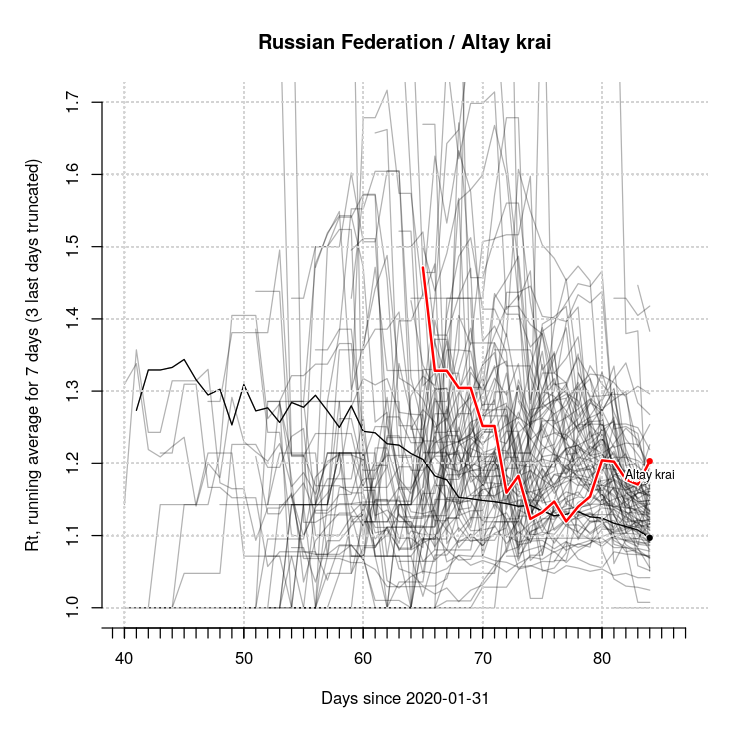 Russian Federation / Altay krai
Rt, running average for 7 days (3 last days truncated)
1.7
1.6
1.5
1.4
1.3
1.2
1.1
1.0
Altay krai
40 50 60 70 80
Days since 2020-01-31